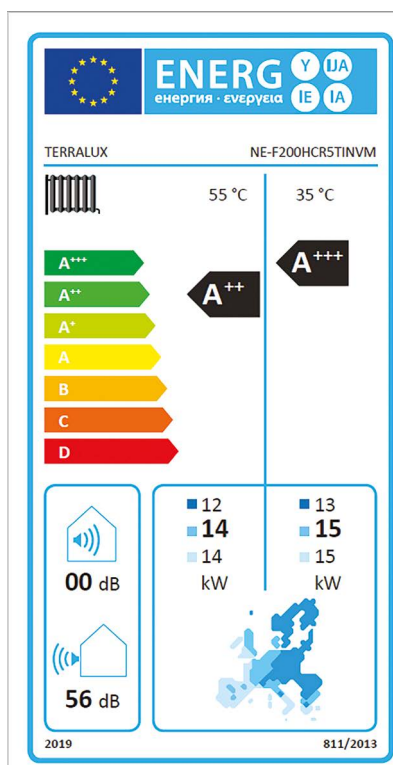 ENERG Y IJA
енергия · ενεργεια IE IA
TERRALUX NE-F200HCR5TINVM
55 °C 35 °C
A+++
A+++
A++
A++
A+
A
B
C
D
12 13
14 15
14 15
kW kW
00 dB
56 dB
2019 811/2013